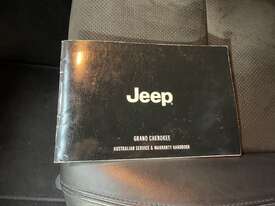 Jeep
GRAND CHEROKEE
AUSTRALIAN SERVICE & WARRANTY HANDBOOK